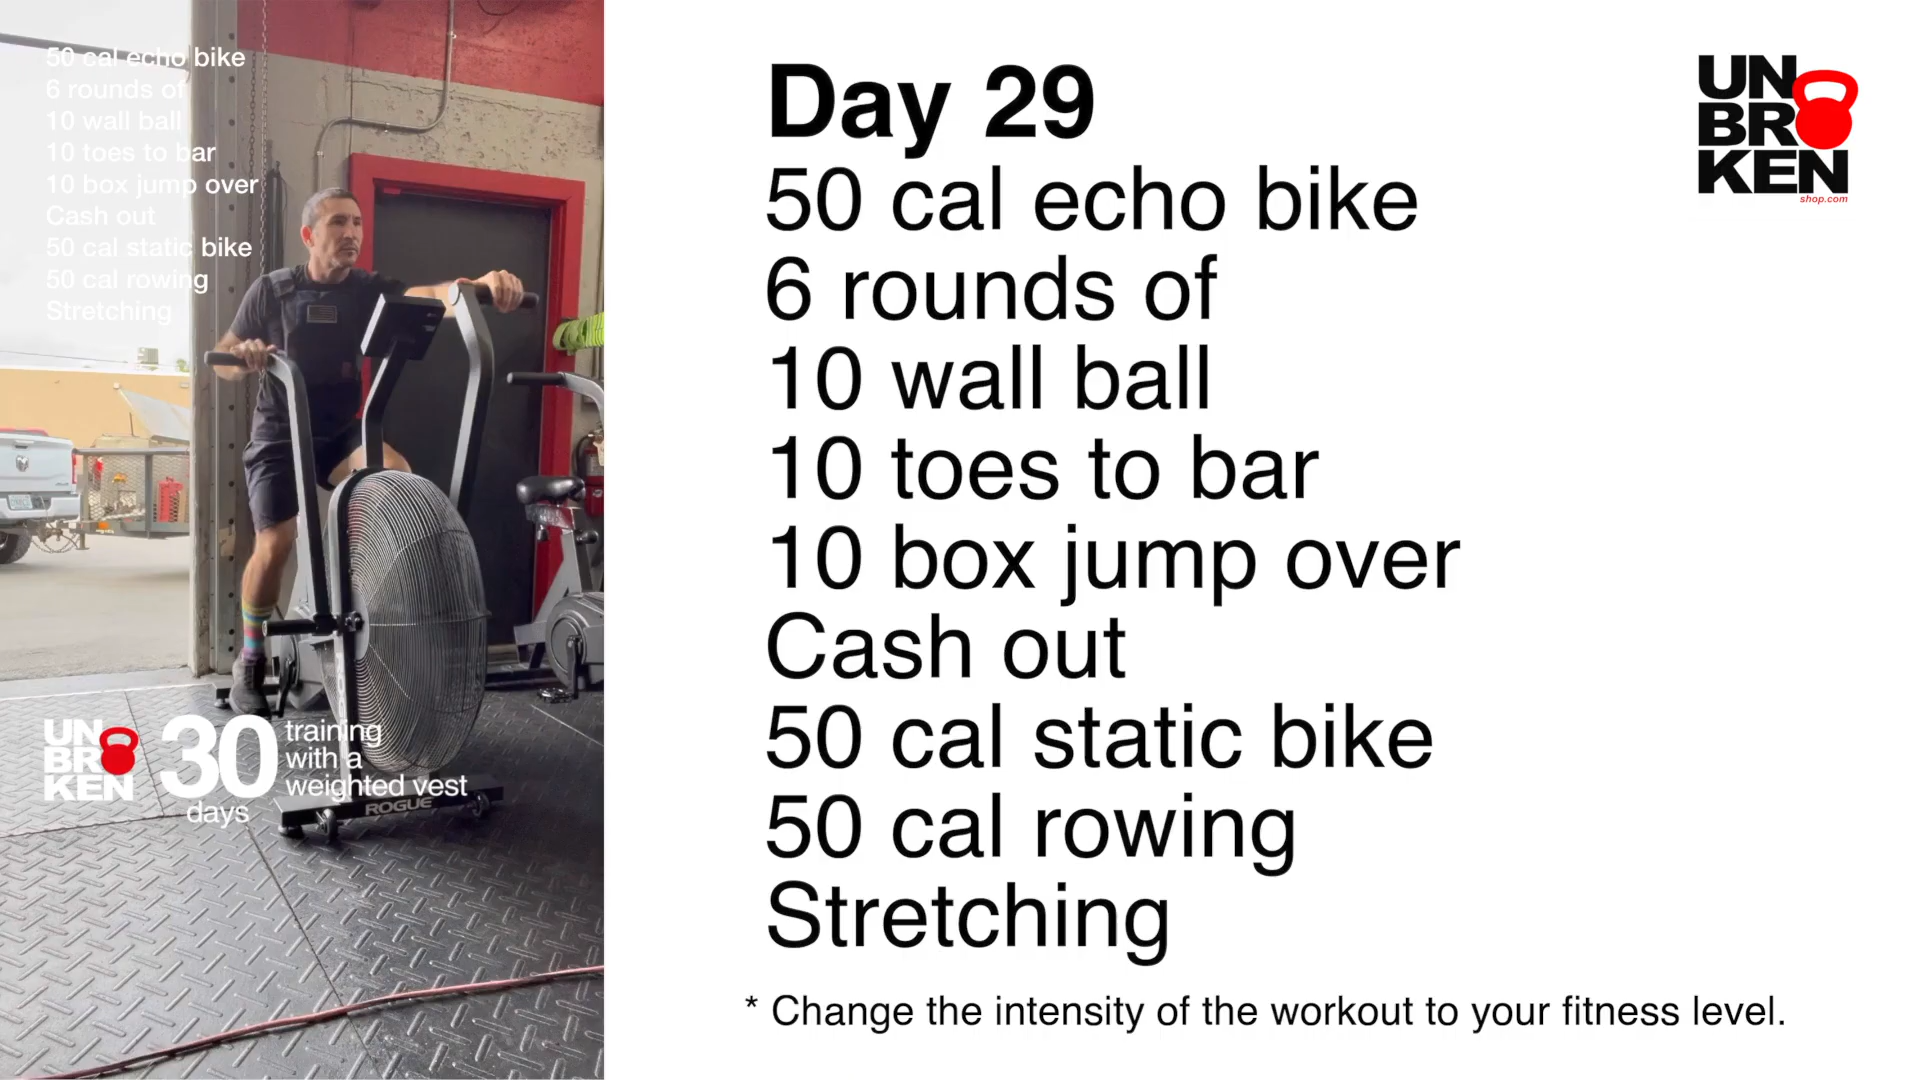 50 cal echo bike
6 rounds of
10 wall ball
10 toes to bar
10 box jump over
Cash out
50 cal static bike
50 cal rowing
Stretching
UN
BR
KEN
30
days
training
with a
weighted vest
ROGUE
Day 29
50 cal echo bike
6 rounds of
10 wall ball
10 toes to bar
10 box jump over
Cash out
50 cal static bike
50 cal rowing
Stretching
* Change the intensity of the workout to your fitness level.
UN
BR
KEN
shop.com